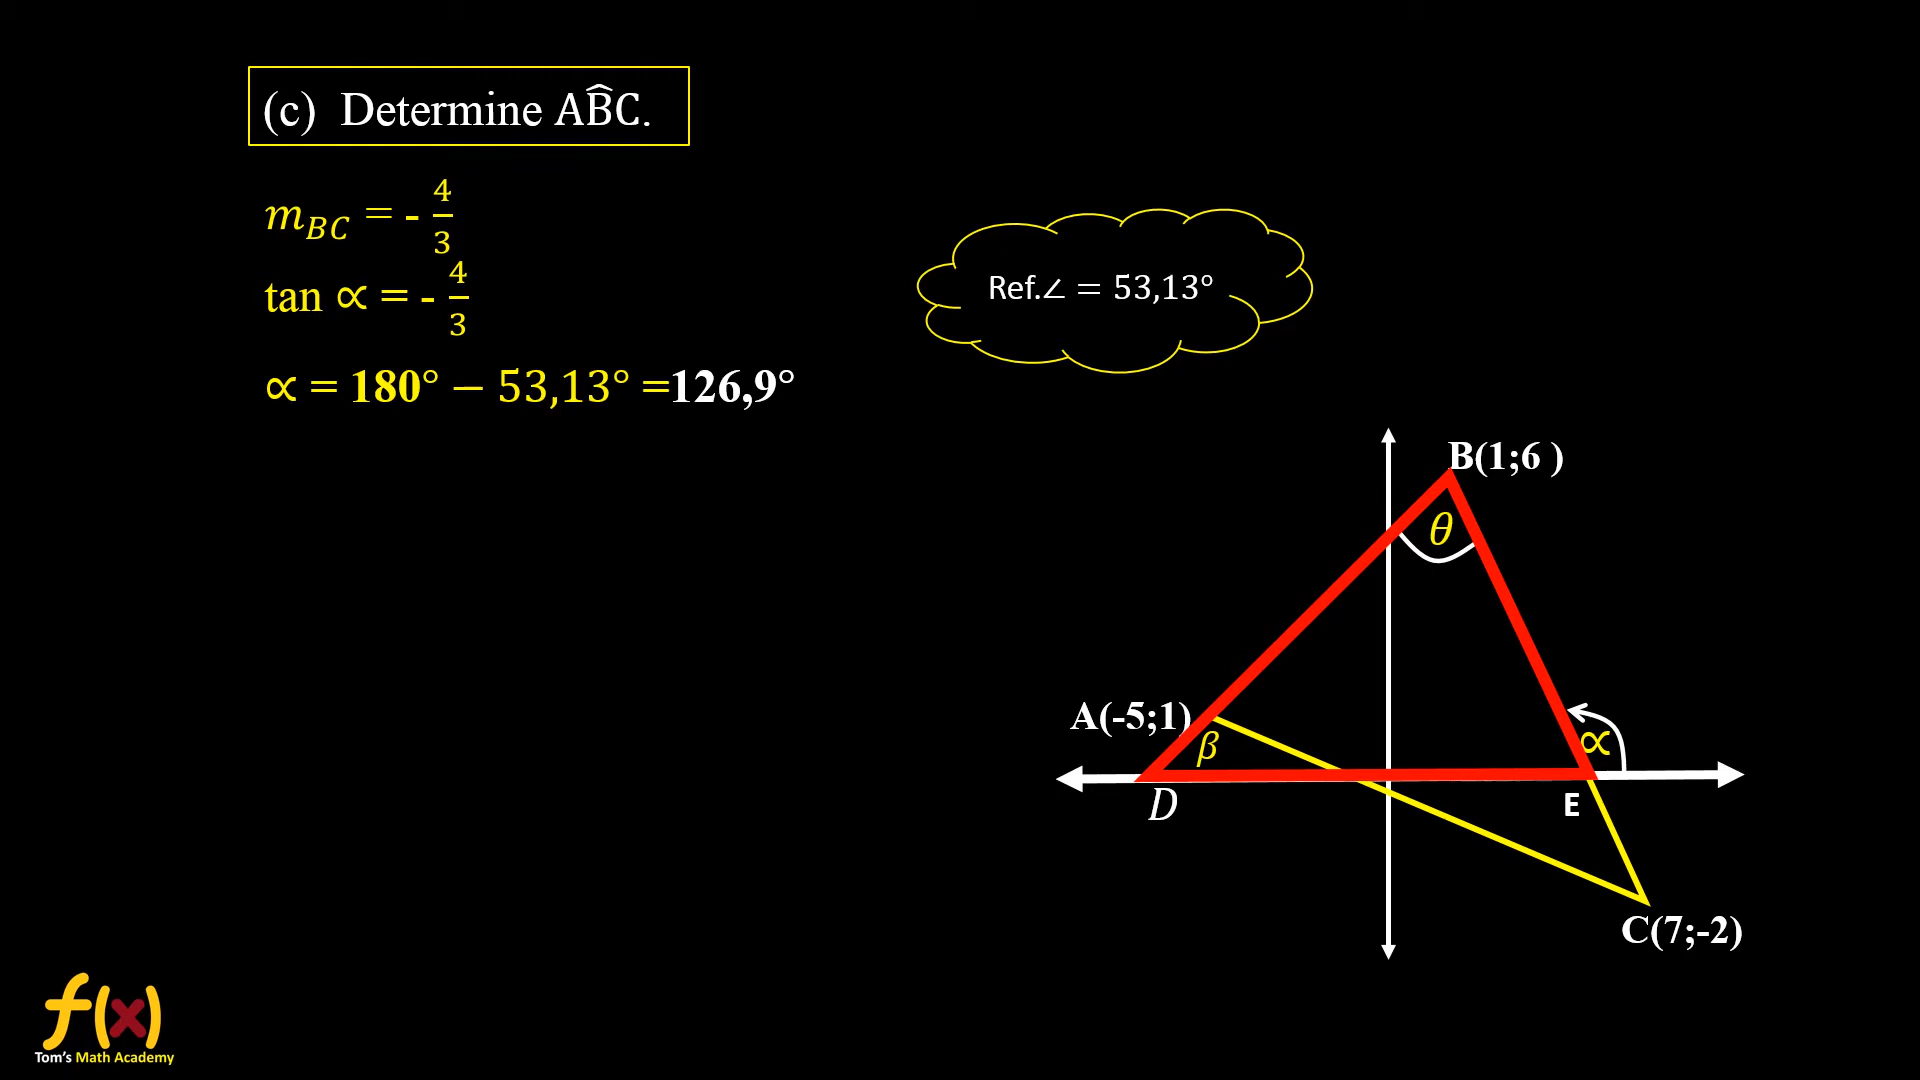 (c) Determine AB̂C.
m_BC = - 4/3
tan ∝ = - 4/3
Ref.∠ = 53,13°
∝ = 180° − 53,13° =126,9°
B(1;6 )
θ
A(-5;1)
β
∝
D
E
C(7;-2)
f(x)
Tom's Math Academy